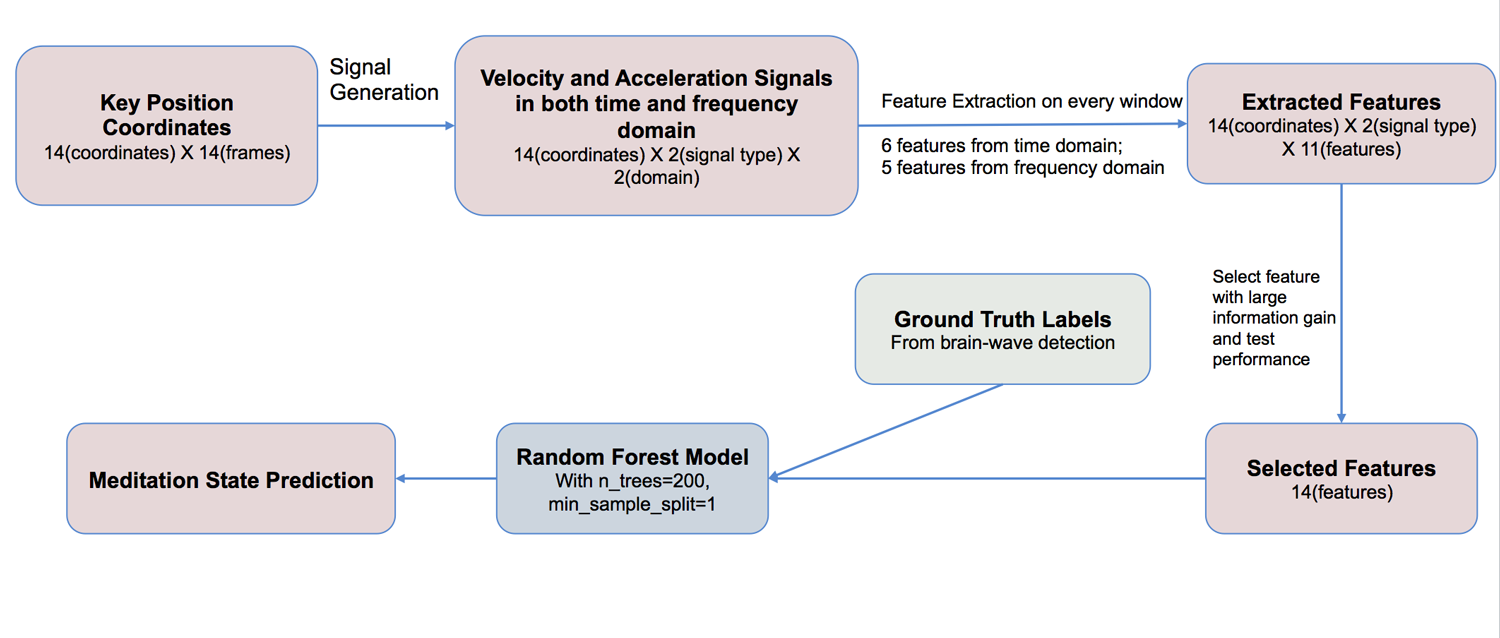 Key Position
Coordinates
14(coordinates) X 14(frames)
Signal
Generation
Velocity and Acceleration Signals
in both time and frequency
domain
14(coordinates) X 2(signal type) X
2(domain)
Feature Extraction on every window
6 features from time domain;
5 features from frequency domain
Extracted Features
14(coordinates) X 2(signal type)
X 11(features)
Select feature
with large
information gain
and test
performance
Ground Truth Labels
From brain-wave detection
Selected Features
14(features)
Random Forest Model
With n_trees=200,
min_sample_split=1
Meditation State Prediction